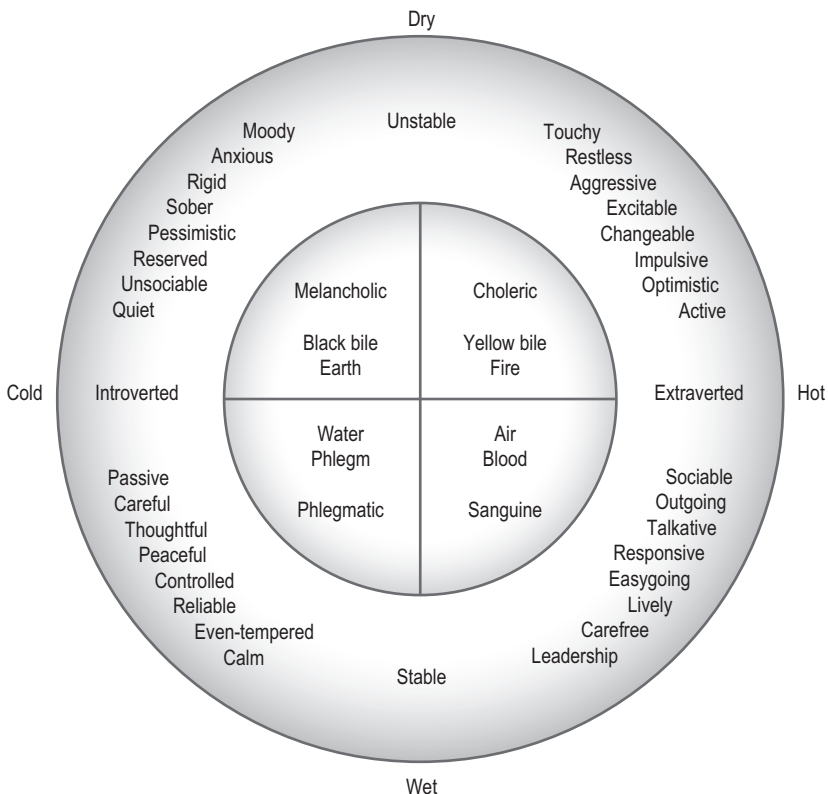 Dry
Unstable
Moody
Anxious
Rigid
Sober
Pessimistic
Reserved
Unsociable
Quiet
Touchy
Restless
Aggressive
Excitable
Changeable
Impulsive
Optimistic
Active
Melancholic
Black bile
Earth
Choleric
Yellow bile
Fire
Cold
Introverted
Extraverted
Hot
Water
Phlegm
Phlegmatic
Air
Blood
Sanguine
Passive
Careful
Thoughtful
Peaceful
Controlled
Reliable
Even-tempered
Calm
Sociable
Outgoing
Talkative
Responsive
Easygoing
Lively
Carefree
Leadership
Stable
Wet